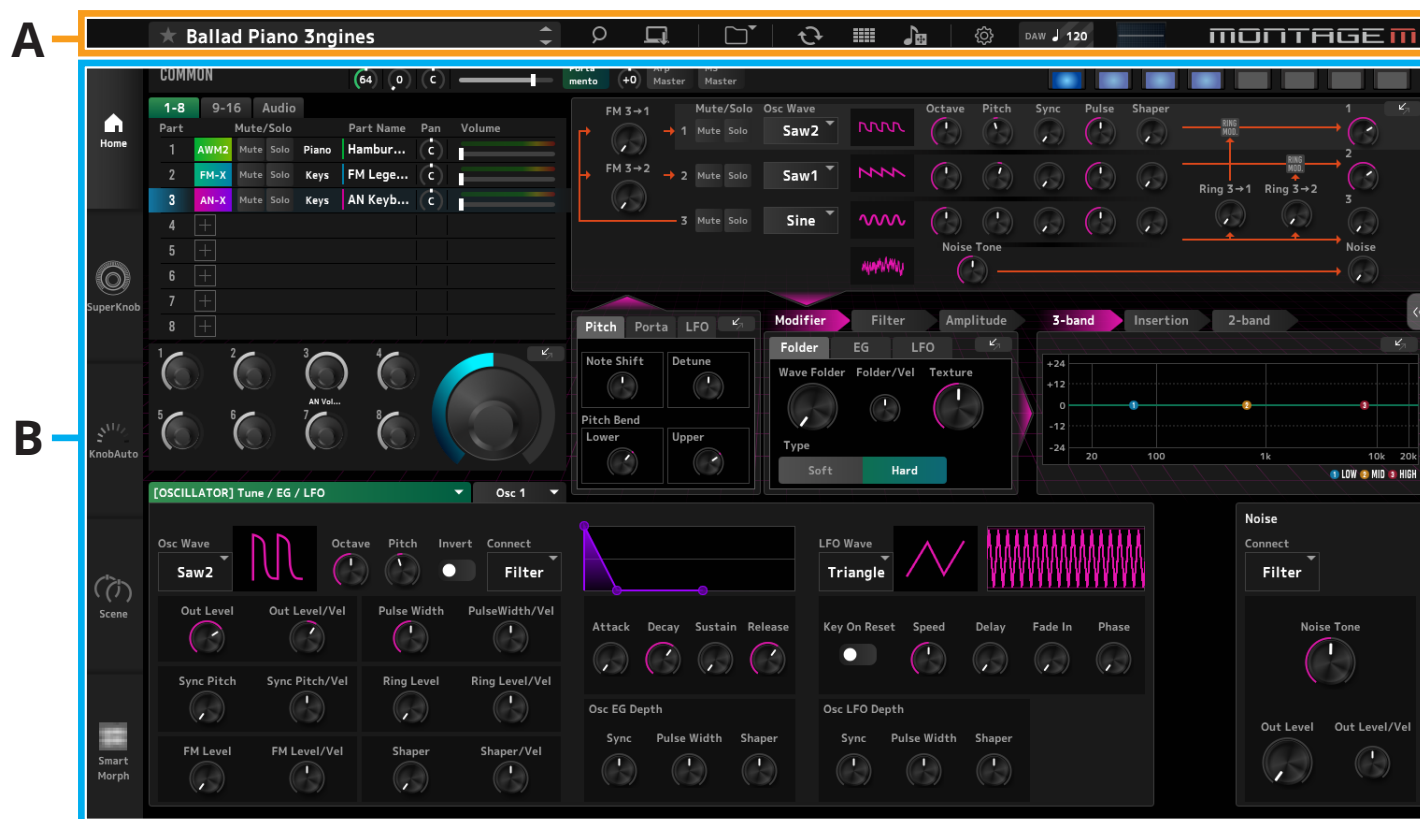 A
Ballad Piano 3ngines
DAW 120
MONTAGE M
B
COMMON
64 0 C
Porta
mento
+0
Arp
Master
MS
Master
Home
SuperKnob
KnobAuto
Scene
Smart
Morph
1-8 9-16 Audio
Part Mute/Solo Part Name Pan Volume
1 AWM2 Mute Solo Piano Hambur... C
2 FM-X Mute Solo Keys FM Lege... C
3 AN-X Mute Solo Keys AN Keyb... C
4
5
6
7
8
1 2 3 4
AN Vol...
5 6 7 8
FM 3→1 Mute/Solo Osc Wave Octave Pitch Sync Pulse Shaper 1
1 Mute Solo Saw2
RING
MOD.
FM 3→2 2
2 Mute Solo Saw1
RING
MOD.
Ring 3→1 Ring 3→2 3
3 Mute Solo Sine
Noise Tone Noise
Pitch Porta LFO
Note Shift Detune
Pitch Bend
Lower Upper
Modifier Filter Amplitude
Folder EG LFO
Wave Folder Folder/Vel Texture
Type
Soft Hard
3-band Insertion 2-band
+24
+12
0
-12
-24
1 2 3
20 100 1k 10k 20k
1 LOW 2 MID 3 HIGH
[OSCILLATOR] Tune / EG / LFO Osc 1
Osc Wave Octave Pitch Invert Connect
Saw2 Filter
Out Level Out Level/Vel Pulse Width PulseWidth/Vel
Sync Pitch Sync Pitch/Vel Ring Level Ring Level/Vel
FM Level FM Level/Vel Shaper Shaper/Vel
Attack Decay Sustain Release
Osc EG Depth
Sync Pulse Width Shaper
LFO Wave
Triangle
Key On Reset Speed Delay Fade In Phase
Osc LFO Depth
Sync Pulse Width Shaper
Noise
Connect
Filter
Noise Tone
Out Level Out Level/Vel